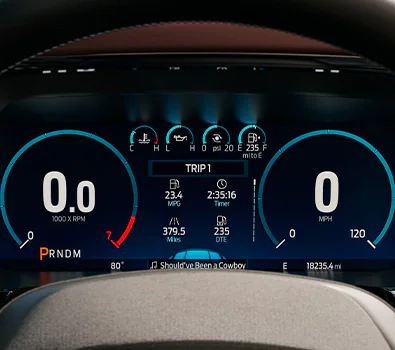 C H L H 0 psi 20 E 235 F
mi to E
TRIP 1
23.4 2:35:16
MPG Timer
379.5 235
Miles DTE
0.0
1000 X RPM
0 7
0
MPH
0 120
PRNDM
80° Should've Been a Cowboy E 18235.4 mi